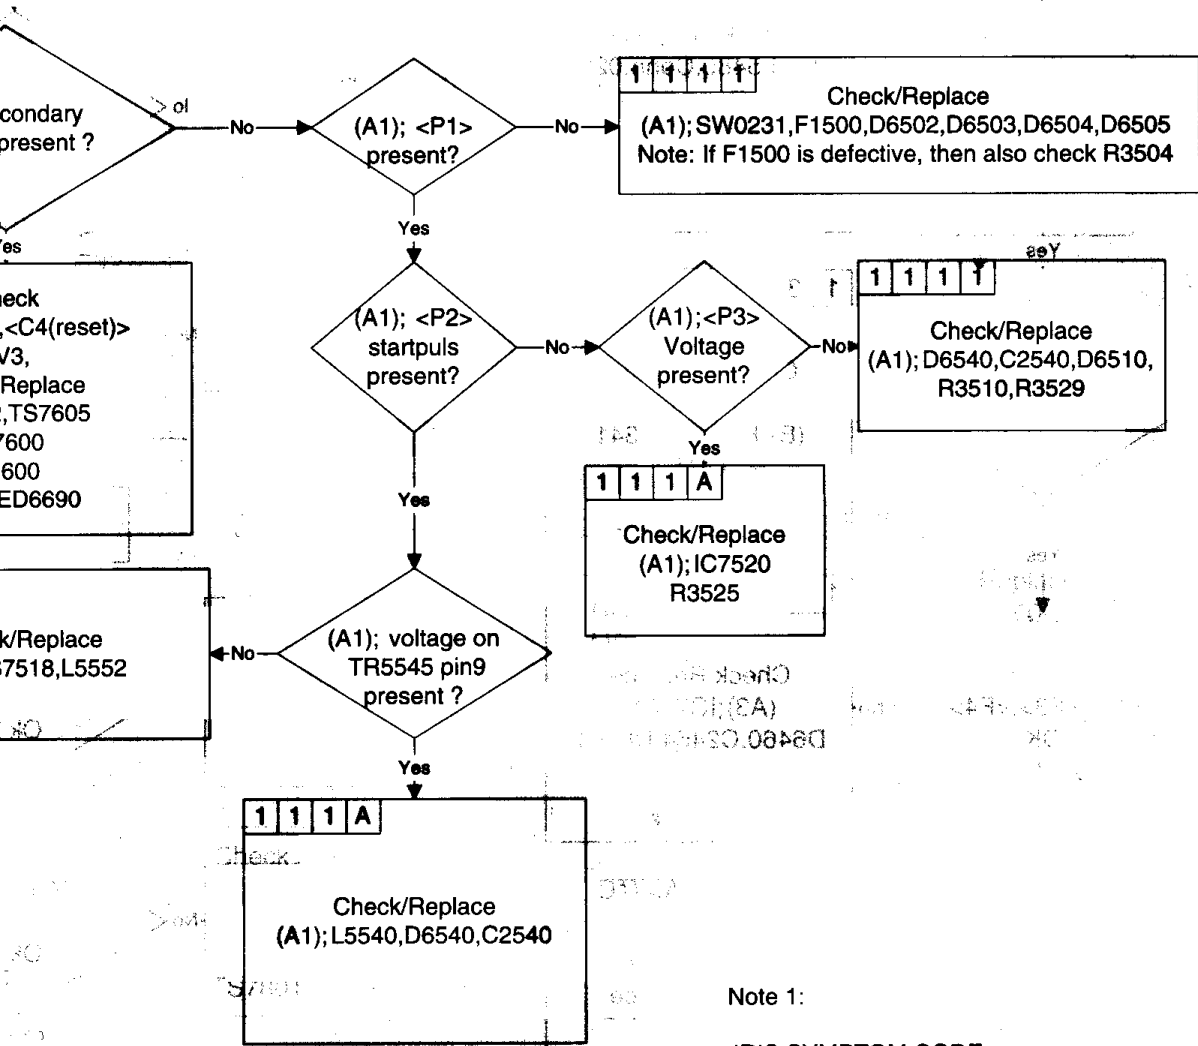 condary
present ?
No
(A1); <P1>
present?
No
1 1 1 1
Check/Replace
(A1);SW0231,F1500,D6502,D6503,D6504,D6505
Note: If F1500 is defective, then also check R3504
Yes
Yes
eck
,<C4(reset)>
V3,
Replace
,TS7605
7600
600
ED6690
(A1); <P2>
startpuls
present?
No
(A1);<P3>
Voltage
present?
No
1 1 1 1
Check/Replace
(A1); D6540,C2540,D6510,
R3510,R3529
Yes
1 1 1 A
Check/Replace
(A1);IC7520
R3525
Yes
k/Replace
S7518,L5552
No
(A1); voltage on
TR5545 pin9
present ?
Yes
1 1 1 A
Check/Replace
(A1);L5540,D6540,C2540
Note 1:
SYMPTOM CODE